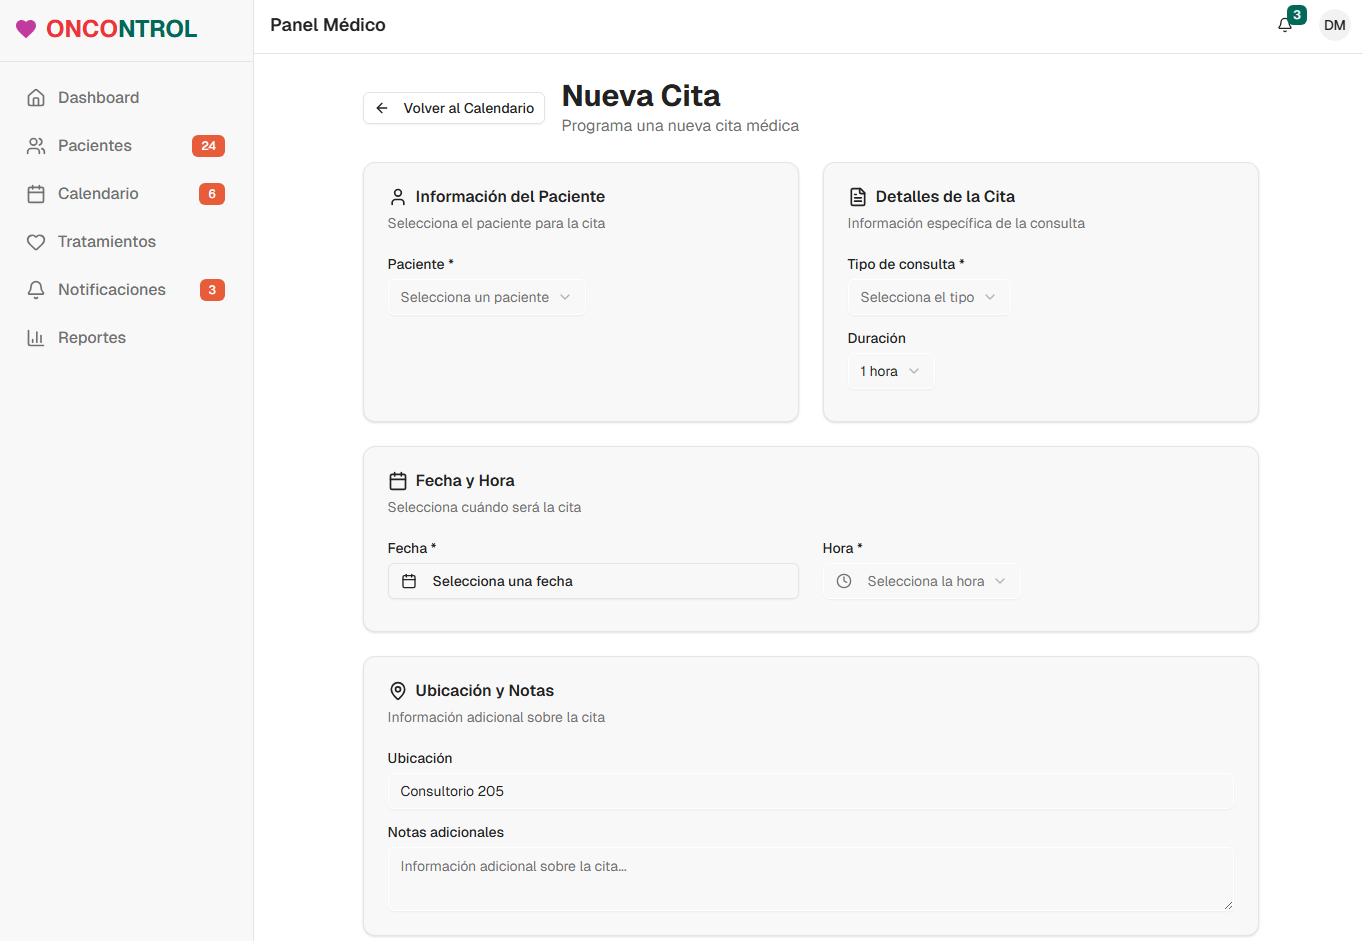 ONCONTROL
Panel Médico
3
DM
Dashboard
Pacientes 24
Calendario 6
Tratamientos
Notificaciones 3
Reportes
Volver al Calendario
Nueva Cita
Programa una nueva cita médica
Información del Paciente
Selecciona el paciente para la cita
Paciente *
Selecciona un paciente
Detalles de la Cita
Información específica de la consulta
Tipo de consulta *
Selecciona el tipo
Duración
1 hora
Fecha y Hora
Selecciona cuándo será la cita
Fecha *
Selecciona una fecha
Hora *
Selecciona la hora
Ubicación y Notas
Información adicional sobre la cita
Ubicación
Consultorio 205
Notas adicionales
Información adicional sobre la cita...